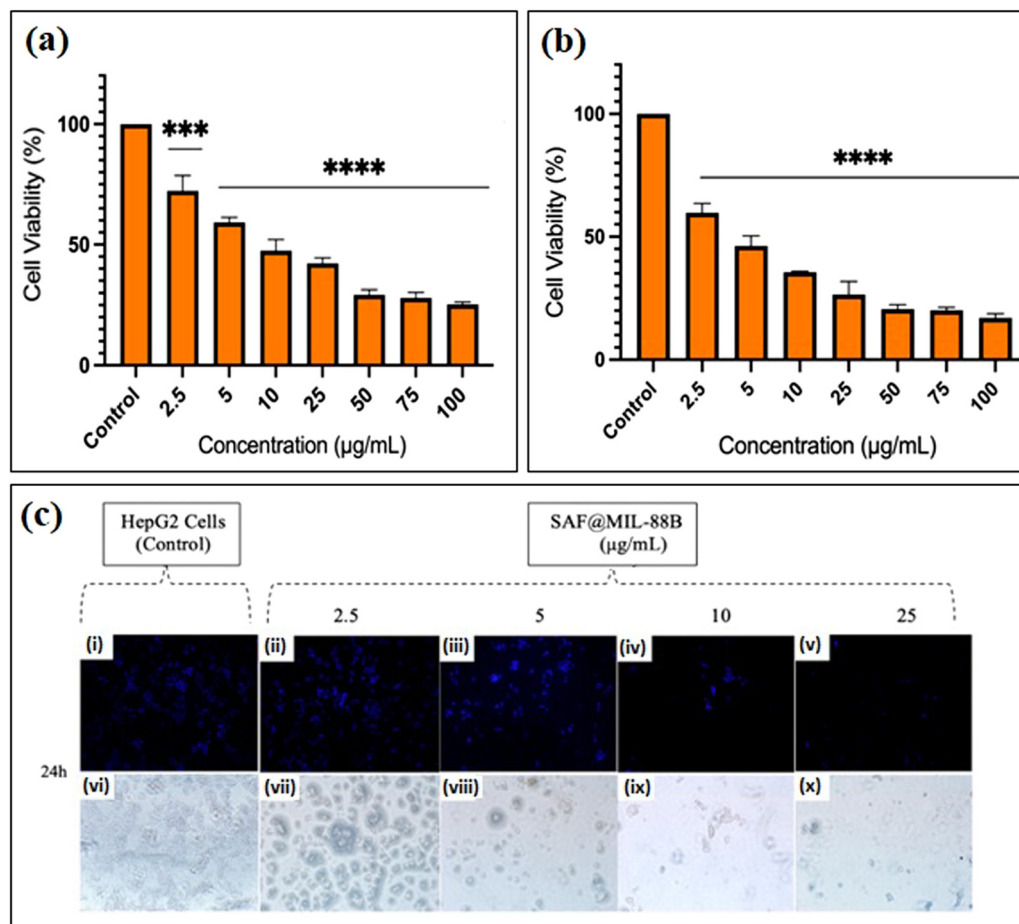 (a)
Cell Viability (%)
100
50
0
***
****
Control
2.5
5
10
25
50
75
100
Concentration (µg/mL)
(b)
Cell Viability (%)
100
50
0
****
Control
2.5
5
10
25
50
75
100
Concentration (µg/mL)
(c)
HepG2 Cells
(Control)
SAF@MIL-88B
(µg/mL)
2.5 5 10 25
(i) (ii) (iii) (iv) (v)
24h
(vi) (vii) (viii) (ix) (x)